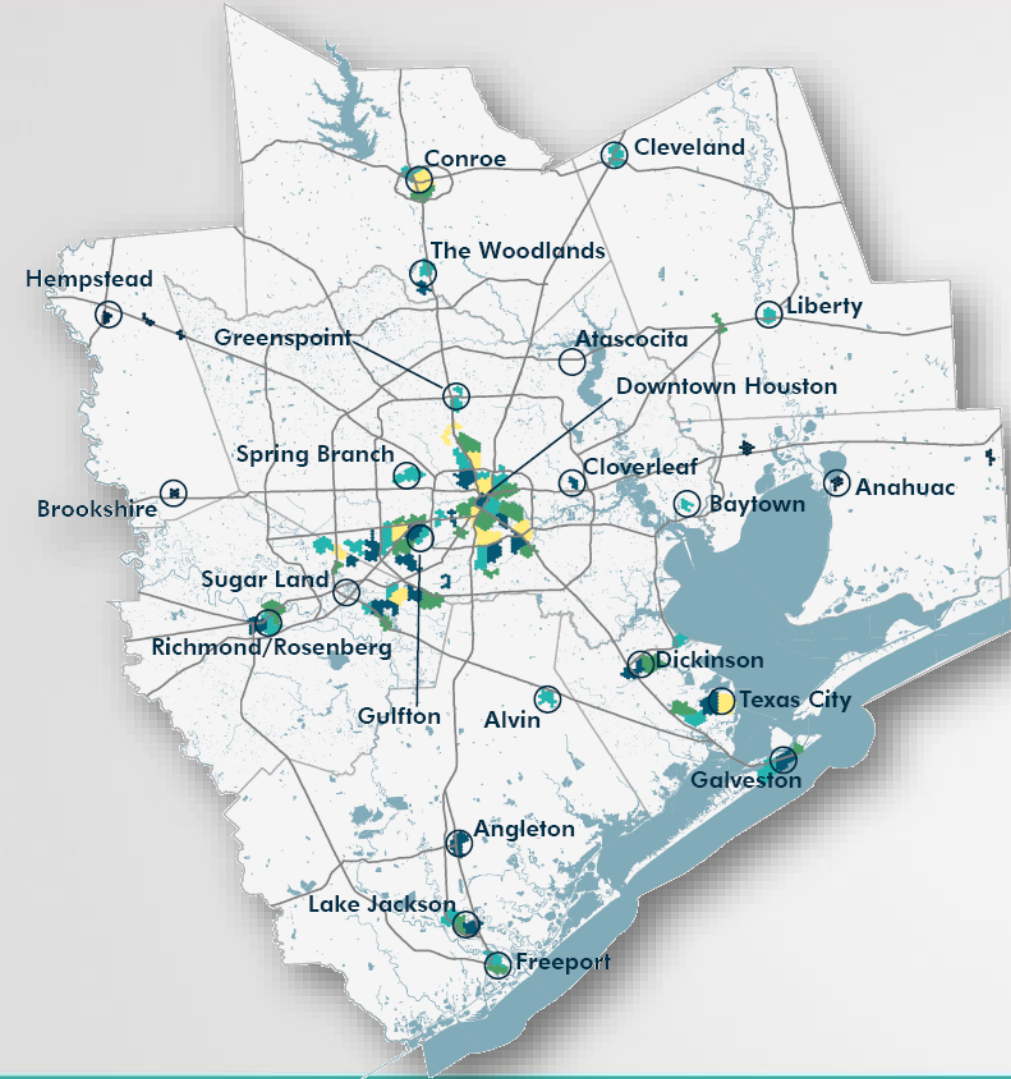 Cleveland
Conroe
The Woodlands
Hempstead
Liberty
Greenspoint
Atascocita
Downtown Houston
Spring Branch
Cloverleaf
Anahuac
Baytown
Brookshire
Sugar Land
Richmond/Rosenberg
Dickinson
Texas City
Gulfton
Alvin
Galveston
Angleton
Lake Jackson
Freeport